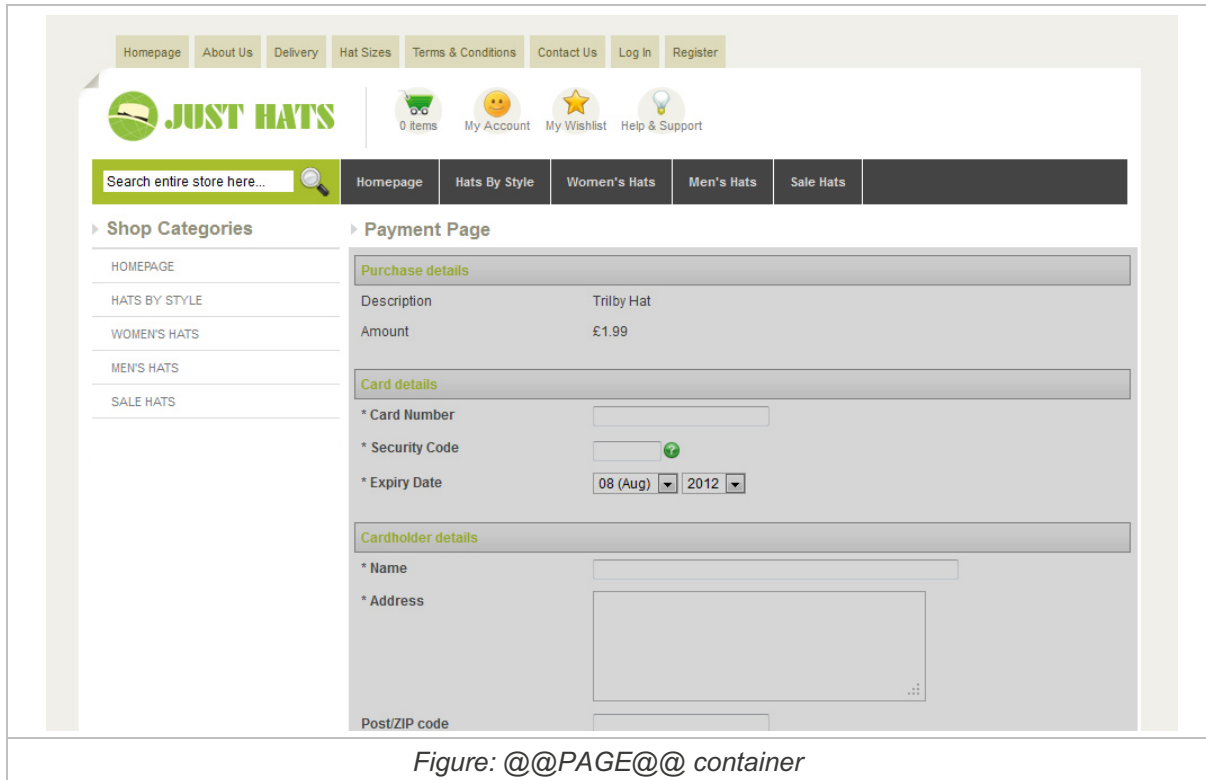 Homepage About Us Delivery Hat Sizes Terms & Conditions Contact Us Log In Register
JUST HATS
0 items My Account My Wishlist Help & Support
Search entire store here... Homepage Hats By Style Women's Hats Men's Hats Sale Hats
Shop Categories
HOMEPAGE
HATS BY STYLE
WOMEN'S HATS
MEN'S HATS
SALE HATS
Payment Page
Purchase details
Description Trilby Hat
Amount £1.99
Card details
* Card Number
* Security Code ?
* Expiry Date 08 (Aug) 2012
Cardholder details
* Name
* Address
Post/ZIP code
Figure: @@PAGE@@ container